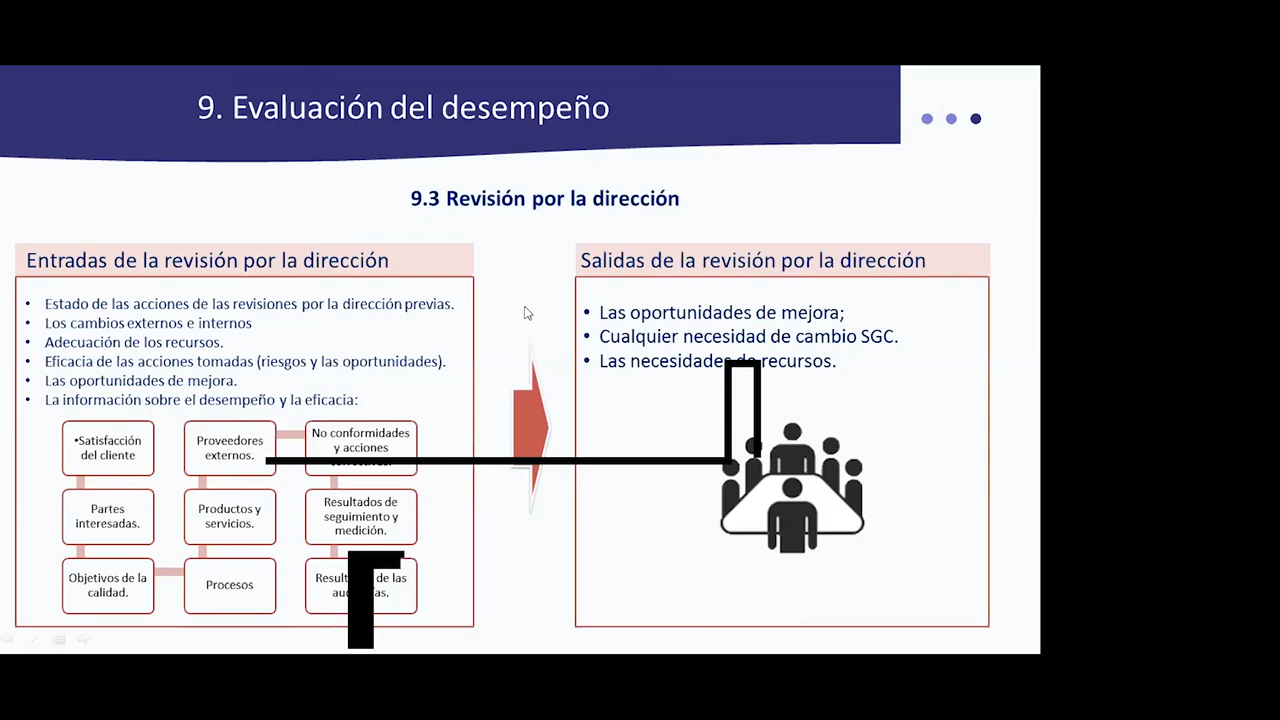 9. Evaluación del desempeño
9.3 Revisión por la dirección
Entradas de la revisión por la dirección
• Estado de las acciones de las revisiones por la dirección previas.
• Los cambios externos e internos
• Adecuación de los recursos.
• Eficacia de las acciones tomadas (riesgos y las oportunidades).
• Las oportunidades de mejora.
• La información sobre el desempeño y la eficacia:
•Satisfacción
del cliente
Partes
interesadas.
Objetivos de la
calidad.
Procesos
Productos y
servicios.
Proveedores
externos.
No conformidades
y acciones
Resultados de
seguimiento y
medición.
de las
Salidas de la revisión por la dirección
• Las oportunidades de mejora;
• Cualquier necesidad de cambio SGC.
• Las necesidades de recursos.